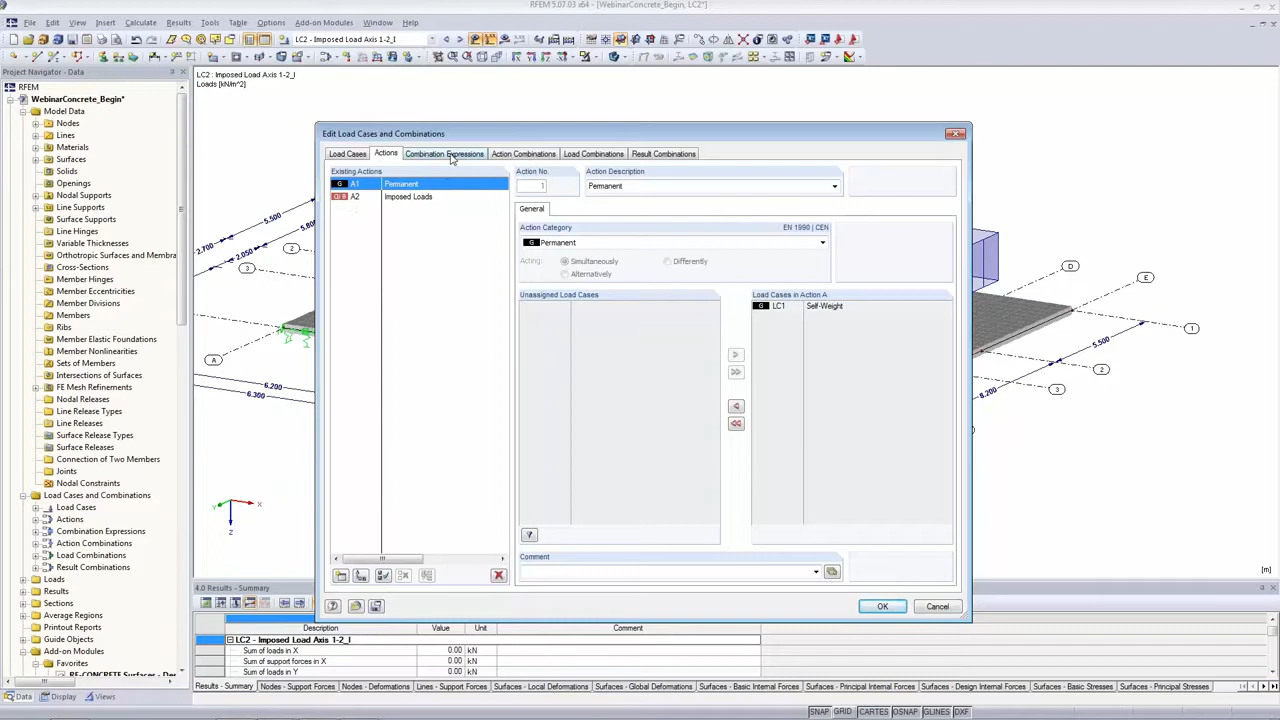 RFEM 5.07.03 x64 - [WebinarConcrete_Begin, LC2*]
File Edit View Insert Calculate Results Tools Table Options Add-on Modules Window Help
LC2 - Imposed Load Axis 1-2_I
Project Navigator - Data
RFEM
WebinarConcrete_Begin*
Model Data
Nodes
Lines
Materials
Surfaces
Solids
Openings
Nodal Supports
Line Supports
Surface Supports
Line Hinges
Variable Thicknesses
Orthotropic Surfaces and Membra
Cross-Sections
Member Hinges
Member Eccentricities
Member Divisions
Members
Ribs
Member Elastic Foundations
Member Nonlinearities
Sets of Members
Intersections of Surfaces
FE Mesh Refinements
Nodal Releases
Line Release Types
Line Releases
Surface Release Types
Surface Releases
Connection of Two Members
Joints
Nodal Constraints
Load Cases and Combinations
Load Cases
Actions
Combination Expressions
Action Combinations
Load Combinations
Result Combinations
Loads
Results
Sections
Average Regions
Printout Reports
Guide Objects
Add-on Modules
Favorites
RF-CONCRETE Surfaces - Des
Data Display Views
LC2 : Imposed Load Axis 1-2_I
Loads [kN/m^2]
5.500
5.800
2.700
2.050
2
3
A
6.200
6.300
X
Y
Z
D
E
1
5.500
2
3
8.200
[m]
Edit Load Cases and Combinations
Load Cases Actions Combination Expressions Action Combinations Load Combinations Result Combinations
Existing Actions
G A1 Permanent
A2 Imposed Loads
Action No.
1
Action Description
Permanent
General
Action Category EN 1990 | CEN
G Permanent
Acting: Simultaneously Differently
Alternatively
Unassigned Load Cases
Load Cases in Action A
G LC1 Self-Weight
Comment
OK Cancel
4.0 Results - Summary
Description Value Unit Comment
LC2 - Imposed Load Axis 1-2_I
Sum of loads in X 0.00 kN
Sum of support forces in X 0.00 kN
Sum of loads in Y 0.00 kN
Results - Summary Nodes - Support Forces Nodes - Deformations Lines - Support Forces Surfaces - Local Deformations Surfaces - Global Deformations Surfaces - Basic Internal Forces Surfaces - Principal Internal Forces Surfaces - Design Internal Forces Surfaces - Basic Stresses Surfaces - Principal Stresses
SNAP GRID CARTES OSNAP GLINES DXF